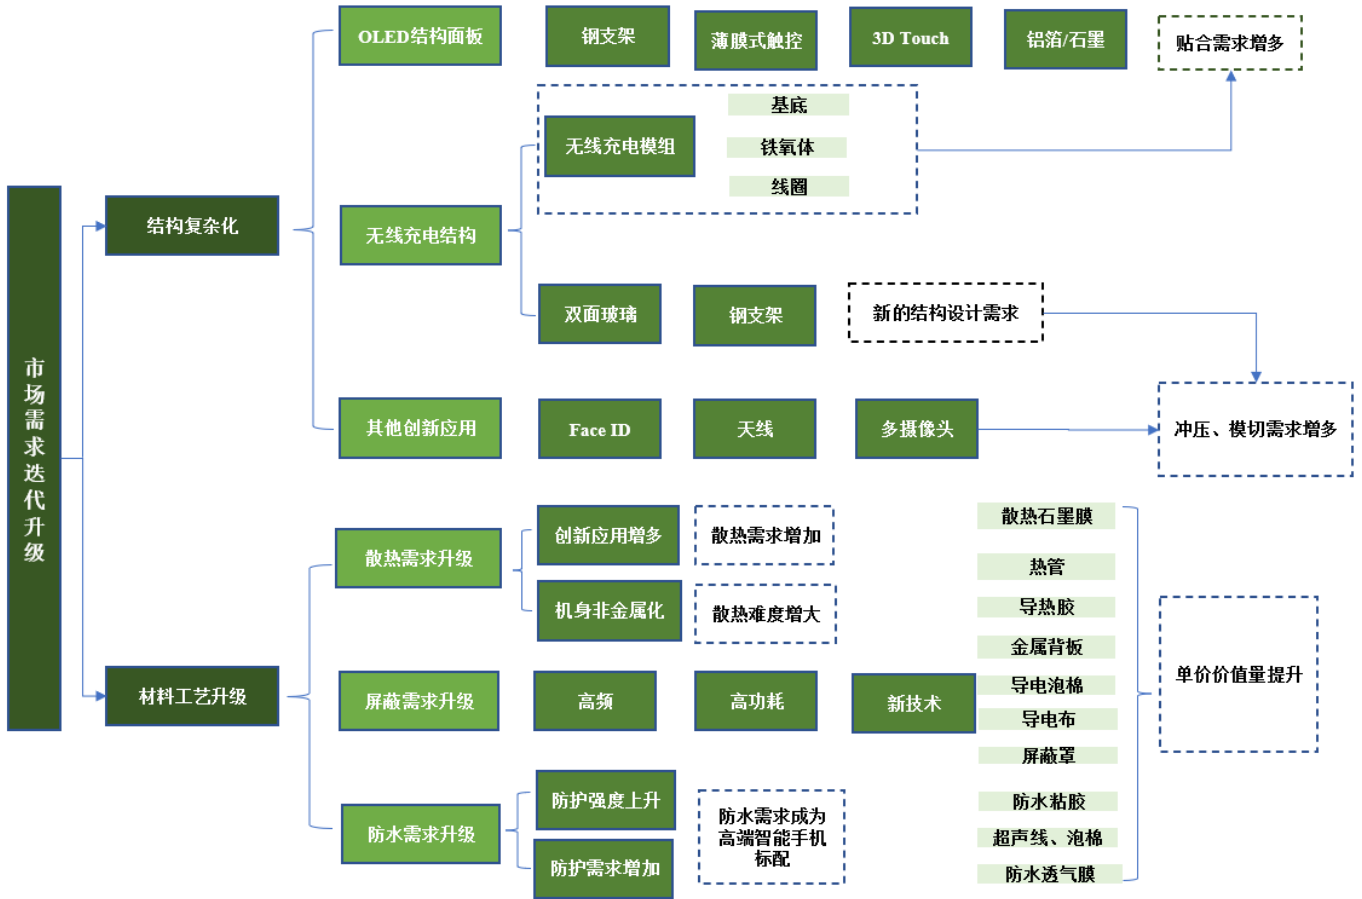 OLED结构面板
钢支架
薄膜式触控
3D Touch
铝箔/石墨
贴合需求增多
无线充电模组
基底
铁氧体
线圈
结构复杂化
无线充电结构
双面玻璃
钢支架
新的结构设计需求
市场需求迭代升级
其他创新应用
Face ID
天线
多摄像头
冲压、模切需求增多
散热需求升级
创新应用增多
散热需求增加
机身非金属化
散热难度增大
散热石墨膜
热管
导热胶
金属背板
导电泡棉
导电布
屏蔽罩
防水粘胶
超声线、泡棉
防水透气膜
单价价值量提升
材料工艺升级
屏蔽需求升级
高频
高功耗
新技术
防水需求升级
防护强度上升
防护需求增加
防水需求成为
高端智能手机
标配